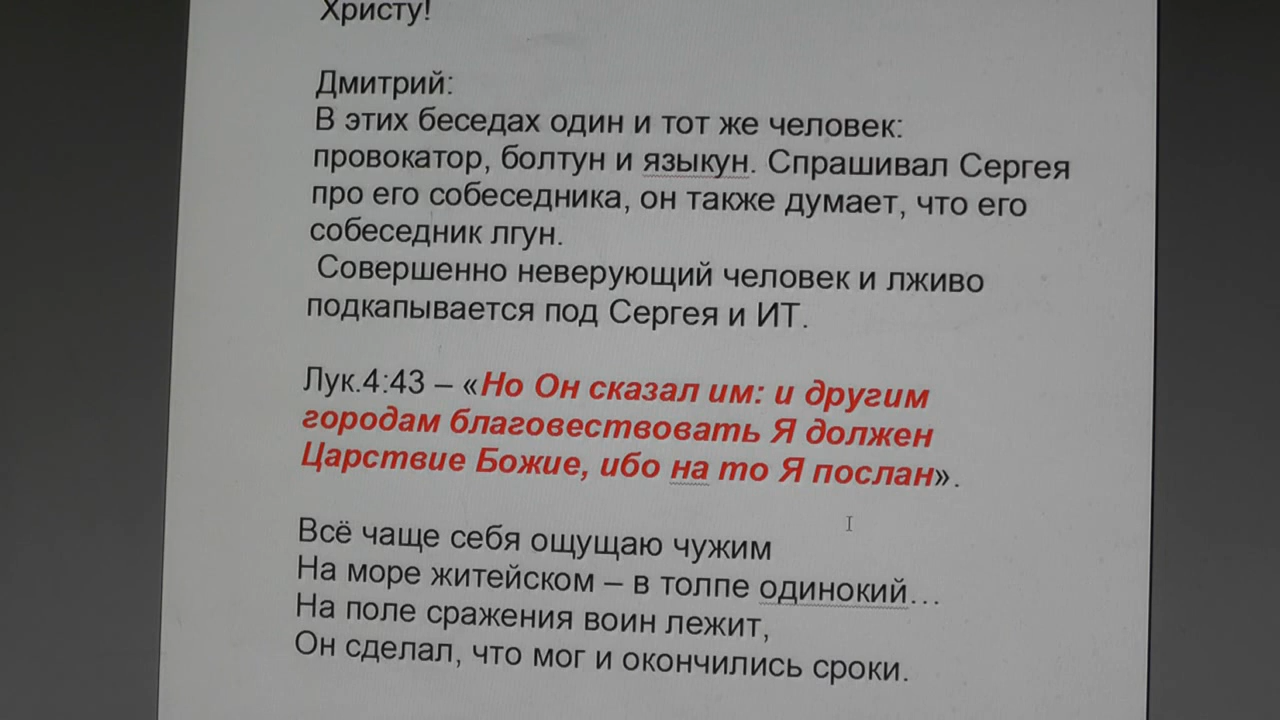 Христу!
Дмитрий:
В этих беседах один и тот же человек:
провокатор, болтун и языкун. Спрашивал Сергея
про его собеседника, он также думает, что его
собеседник лгун.
Совершенно неверующий человек и лживо
подкапывается под Сергея и ИТ.
Лук.4:43 – «Но Он сказал им: и другим
городам благовествовать Я должен
Царствие Божие, ибо на то Я послан».
Всё чаще себя ощущаю чужим
На море житейском – в толпе одинокий…
На поле сражения воин лежит,
Он сделал, что мог и окончились сроки.